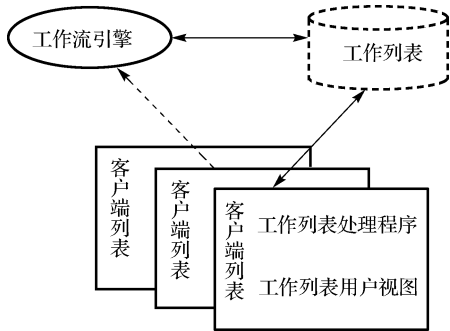 工作流引擎
工作列表
客户端列表
客户端列表
客户端列表
工作列表处理程序
工作列表用户视图